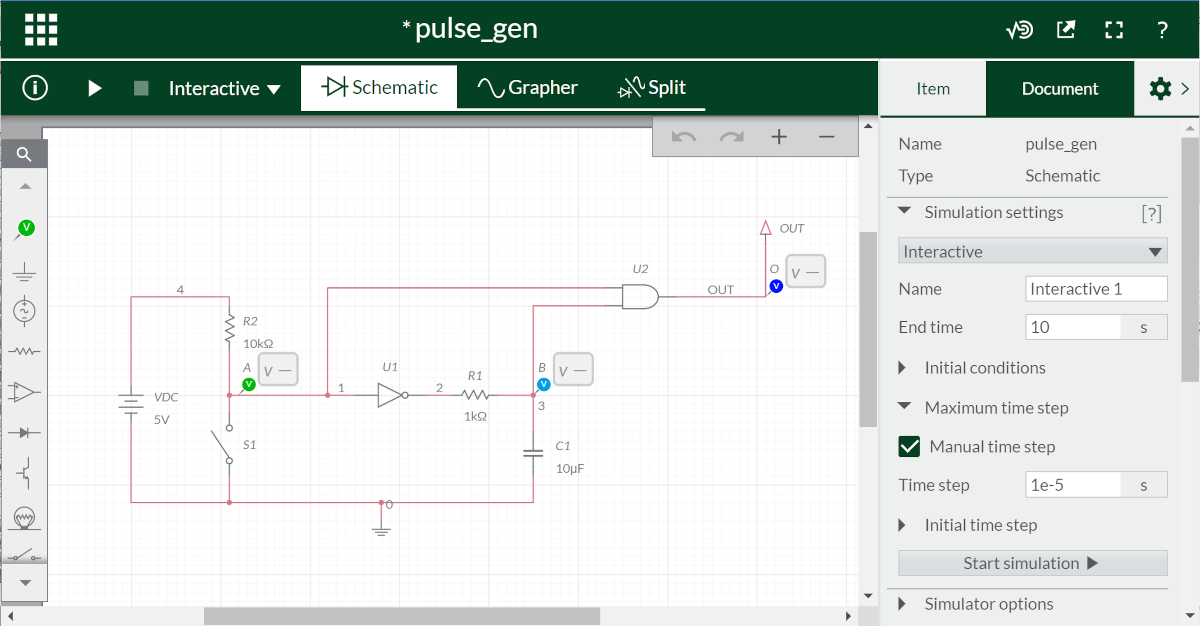 *pulse_gen
?
Interactive
Schematic
Grapher
Split
Item
Document
Name pulse_gen
Type Schematic
Simulation settings [?]
Interactive
Name Interactive 1
End time 10 s
Initial conditions
Maximum time step
Manual time step
Time step 1e-5 s
Initial time step
Start simulation
Simulator options
V
OUT
U2
O
V —
V
OUT
4
R2
10kΩ
A
V —
V
U1
B
V —
V
R1
1
2
1kΩ
3
VDC
5V
S1
C1
10µF
0